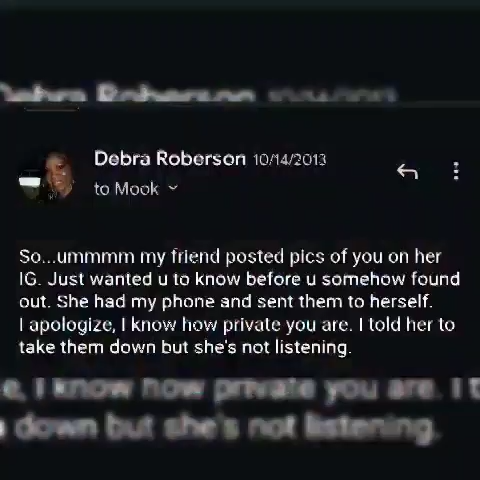 Debra Roberson
Debra Roberson 10/14/2013
to Mook
So...ummmm my friend posted pics of you on her
IG. Just wanted u to know before u somehow found
out. She had my phone and sent them to herself.
I apologize, I know how private you are. I told her to
take them down but she's not listening.
e, I know how private you are. I t
down but she's not listening.